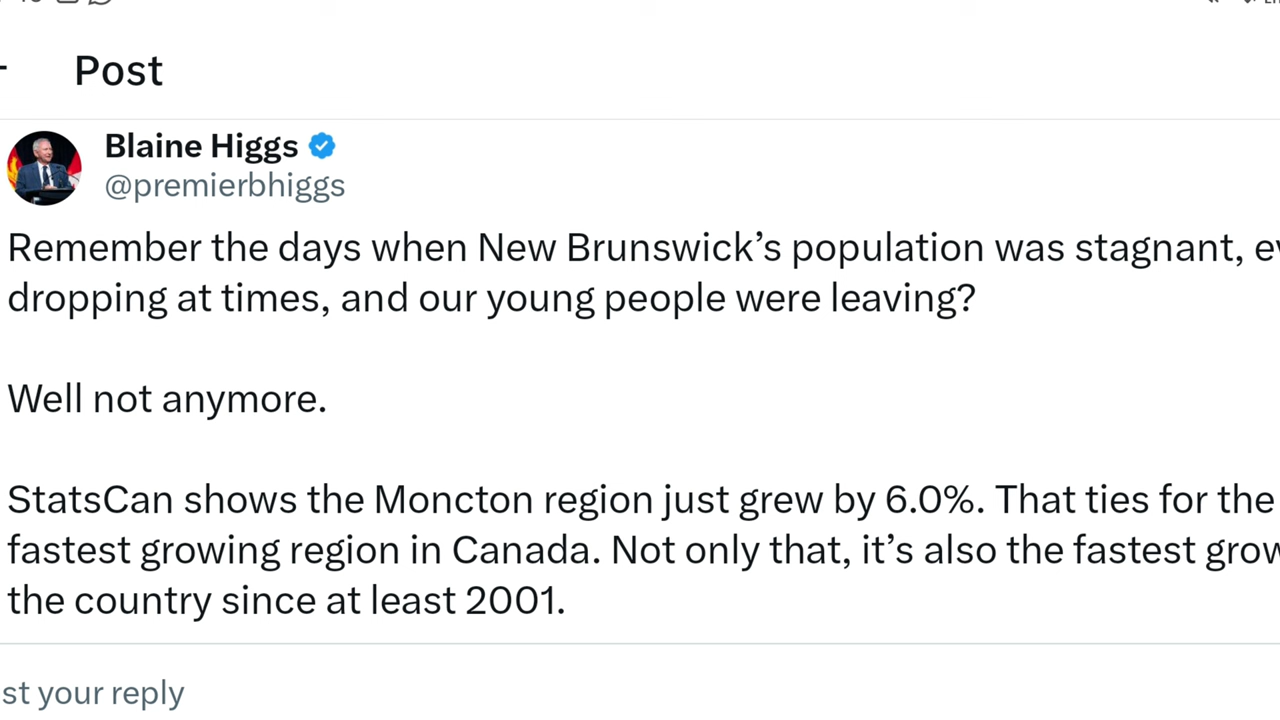 Post
Blaine Higgs
@premierbhiggs
Remember the days when New Brunswick’s population was stagnant,
dropping at times, and our young people were leaving?
Well not anymore.
StatsCan shows the Moncton region just grew by 6.0%. That ties for the
fastest growing region in Canada. Not only that, it’s also the fastest
the country since at least 2001.
your reply